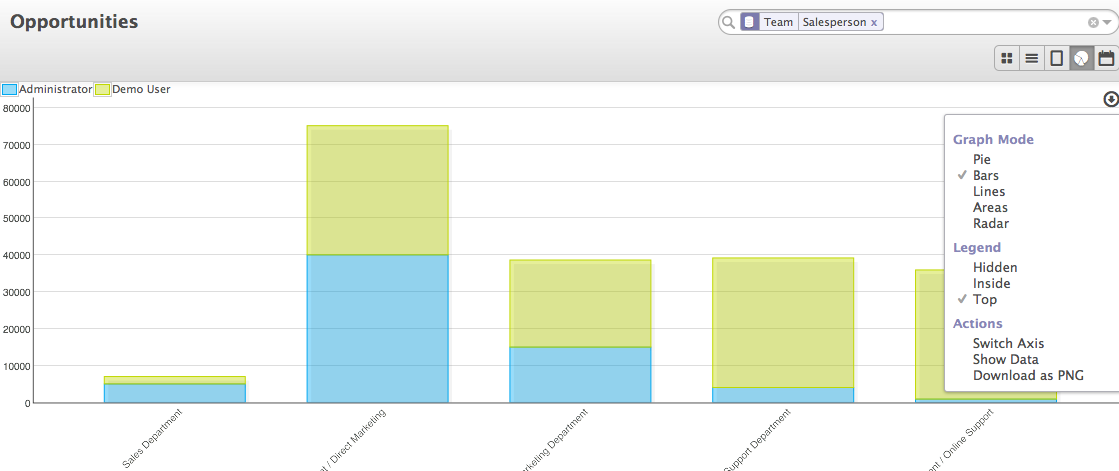 Opportunities
Team Salesperson x
Administrator Demo User
80000
70000
60000
50000
40000
30000
20000
10000
0
Graph Mode
Pie
Bars
Lines
Areas
Radar
Legend
Hidden
Inside
Top
Actions
Switch Axis
Show Data
Download as PNG
Sales Department
/ Direct Marketing
Department
Support Department
/ Online Support